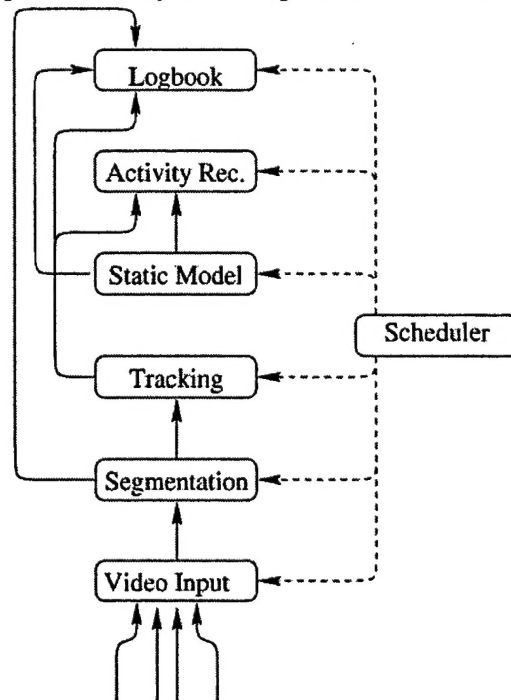 Logbook
Activity Rec.
Static Model
Scheduler
Tracking
Segmentation
Video Input